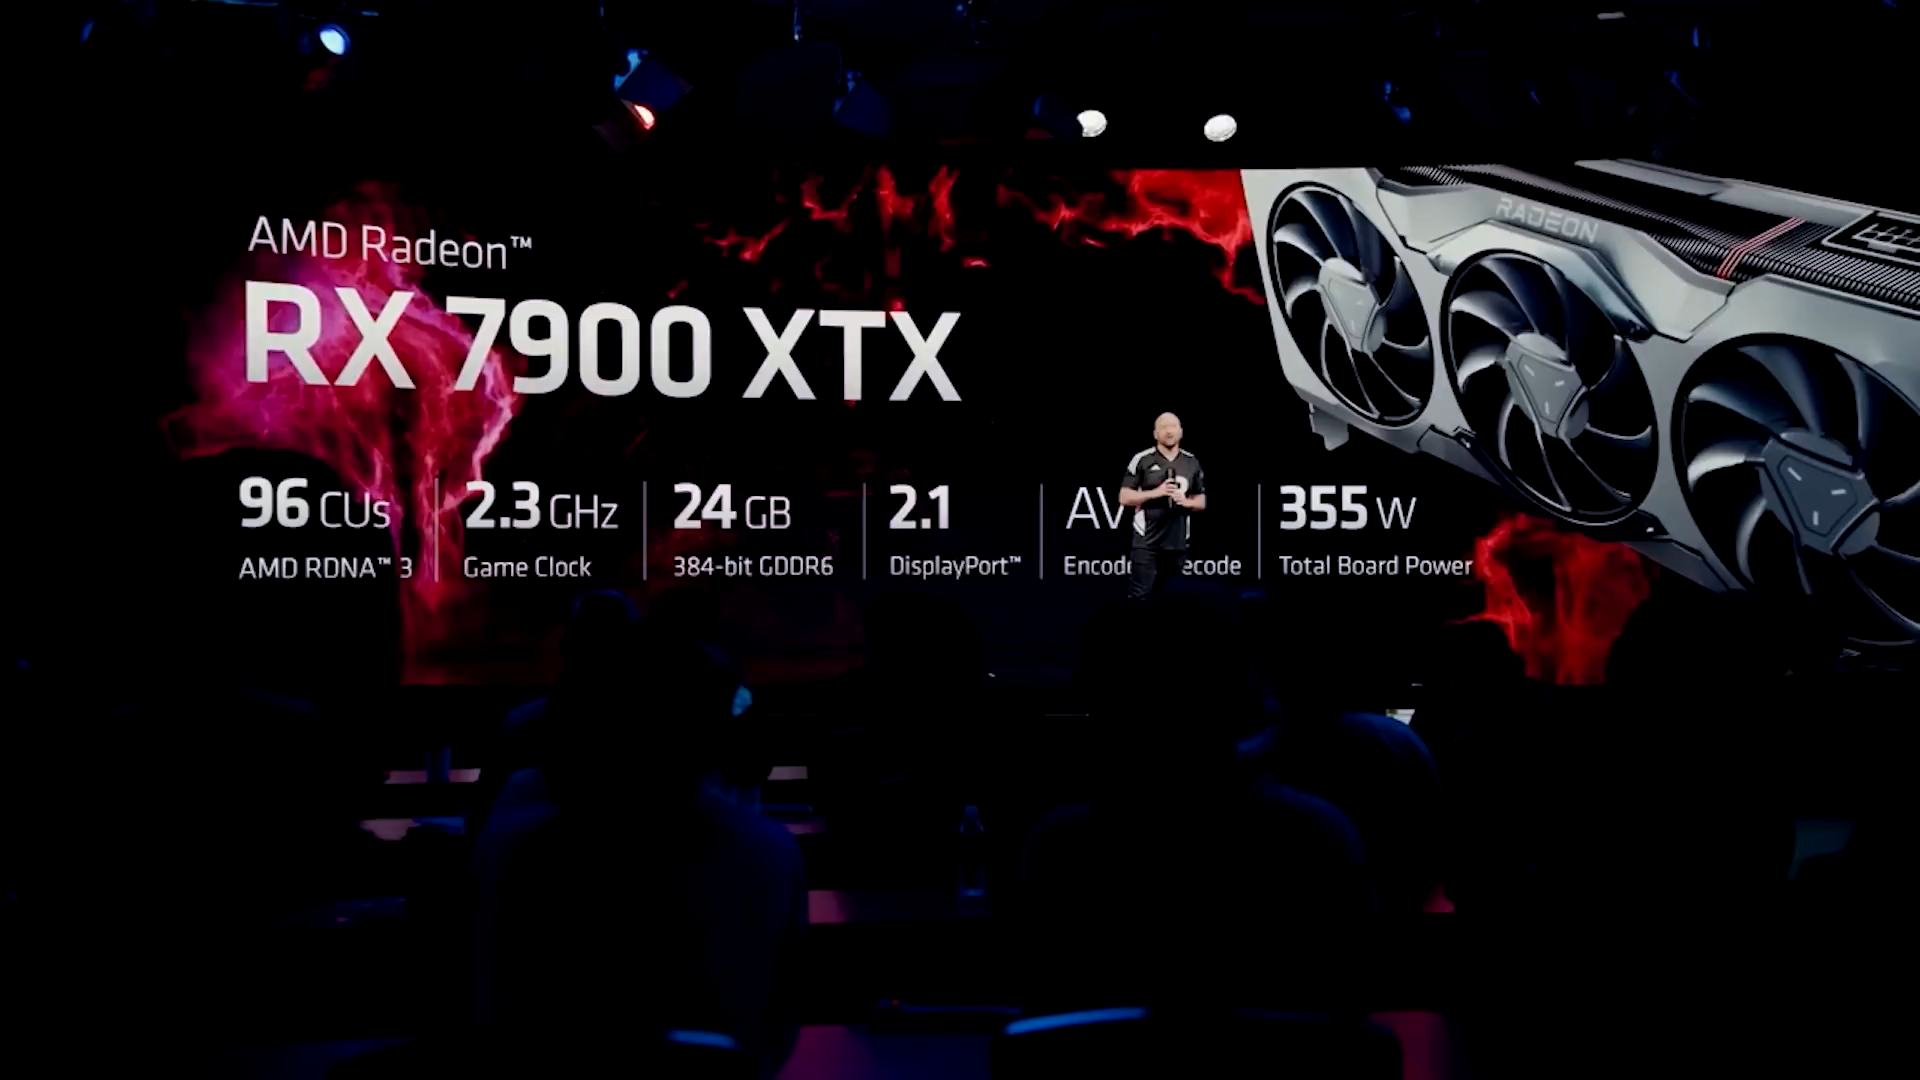 AMD Radeon™
RX 7900 XTX
RADEON
96 CUs
AMD RDNA™ 3
2.3 GHz
Game Clock
24 GB
384-bit GDDR6
2.1
DisplayPort™
Encode
355 W
Total Board Power